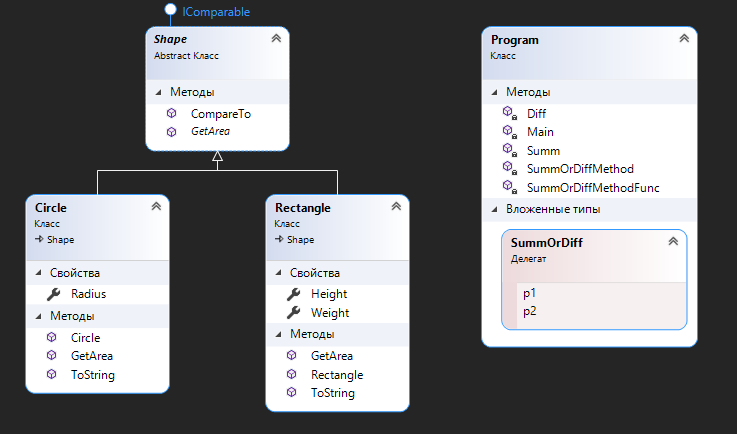 IComparable
Shape
Abstract Класс
Методы
CompareTo
GetArea
Circle
Класс
Shape
Свойства
Radius
Методы
Circle
GetArea
ToString
Rectangle
Класс
Shape
Свойства
Height
Weight
Методы
GetArea
Rectangle
ToString
Program
Класс
Методы
Diff
Main
Summ
SummOrDiffMethod
SummOrDiffMethodFunc
Вложенные типы
SummOrDiff
Делегат
p1
p2